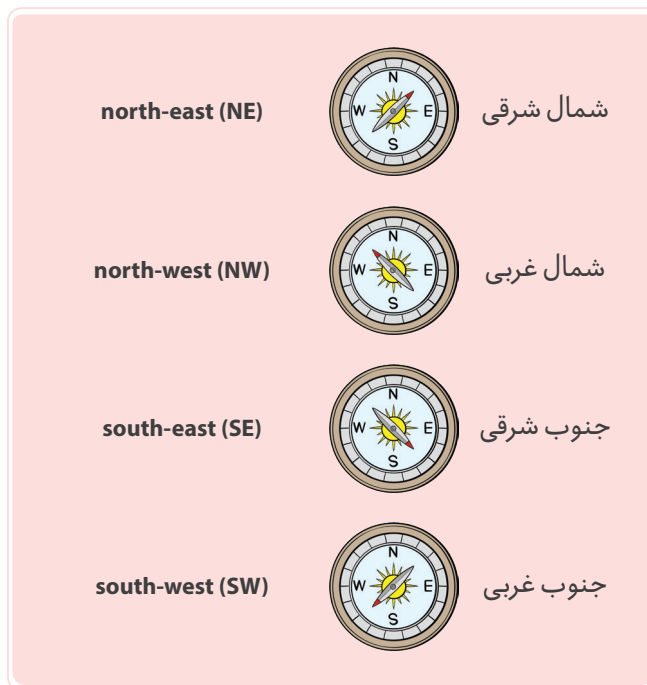 north-east (NE)
N
W E
S
شمال شرقی
north-west (NW)
N
W E
S
شمال غربی
south-east (SE)
N
W E
S
جنوب شرقی
south-west (SW)
N
W E
S
جنوب غربی